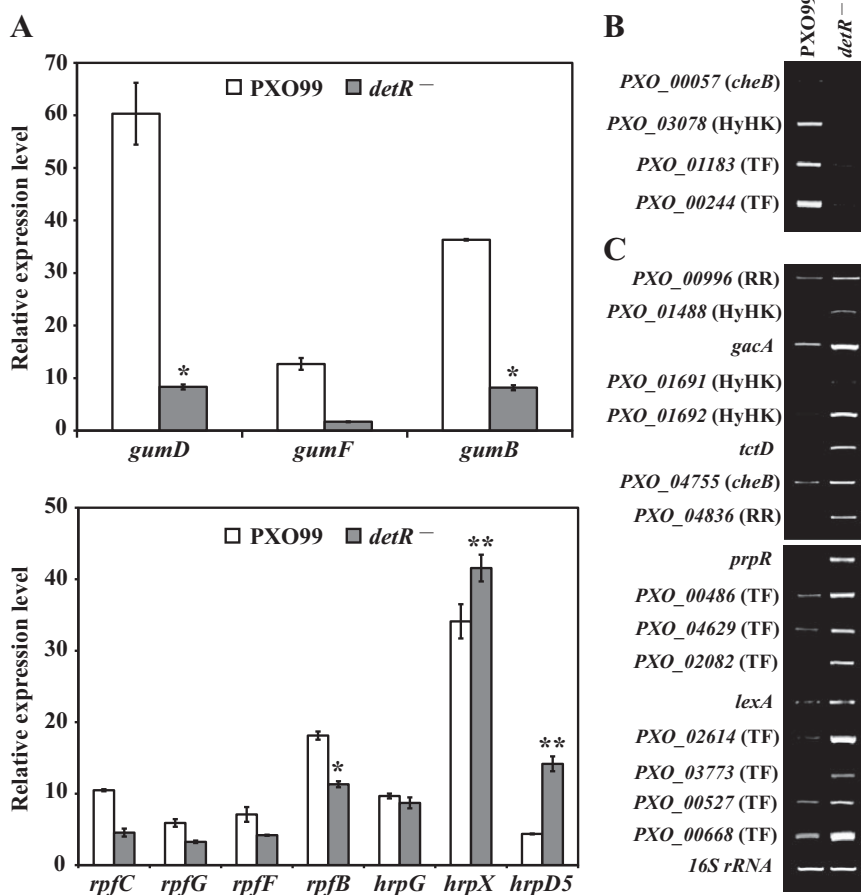 A
Relative expression level
70
60
50
40
30
20
10
0
PXO99 detR⁻
*
*
gumD gumF gumB
Relative expression level
50
40
30
20
10
0
PXO99 detR⁻
*
**
**
rpfC rpfG rpfF rpfB hrpG hrpX hrpD5
B
PXO99 detR⁻
PXO_00057 (cheB)
PXO_03078 (HyHK)
PXO_01183 (TF)
PXO_00244 (TF)
C
PXO_00996 (RR)
PXO_01488 (HyHK)
gacA
PXO_01691 (HyHK)
PXO_01692 (HyHK)
tctD
PXO_04755 (cheB)
PXO_04836 (RR)
prpR
PXO_00486 (TF)
PXO_04629 (TF)
PXO_02082 (TF)
lexA
PXO_02614 (TF)
PXO_03773 (TF)
PXO_00527 (TF)
PXO_00668 (TF)
16S rRNA